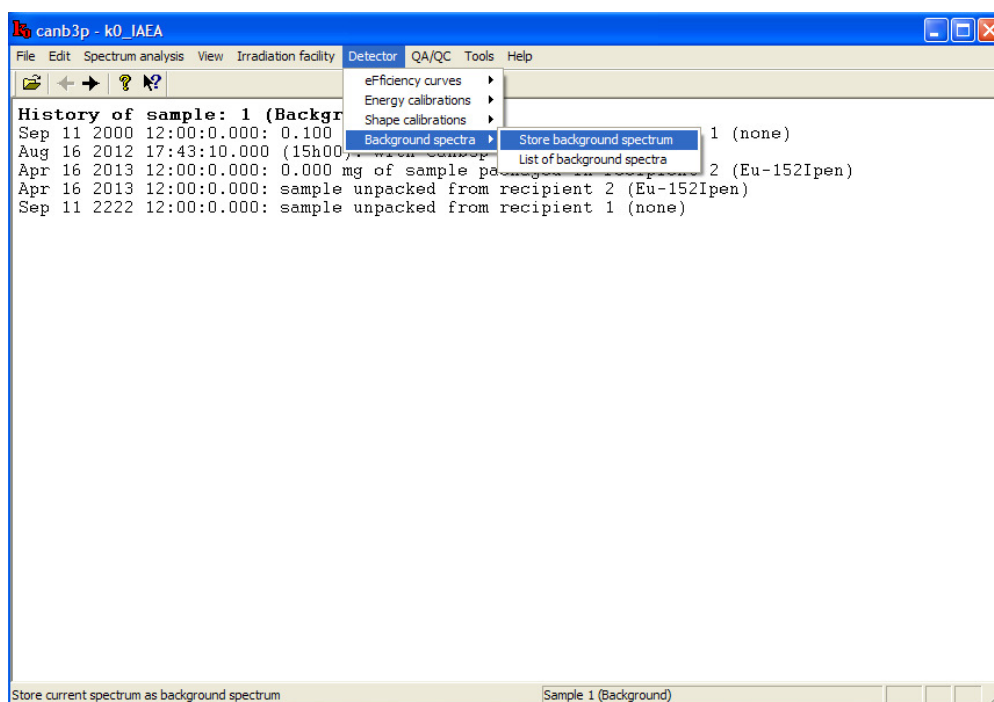 canb3p - k0_IAEA
File Edit Spectrum analysis View Irradiation facility Detector QA/QC Tools Help
eFficiency curves
Energy calibrations
Shape calibrations
Background spectra
Store background spectrum
List of background spectra
History of sample: 1 (Backgr
Sep 11 2000 12:00:0.000: 0.100 1 (none)
Aug 16 2012 17:43:10.000 (15h00): with
Apr 16 2013 12:00:0.000: 0.000 mg of sample packaged in recipient 2 (Eu-152Ipen)
Apr 16 2013 12:00:0.000: sample unpacked from recipient 2 (Eu-152Ipen)
Sep 11 2222 12:00:0.000: sample unpacked from recipient 1 (none)
Store current spectrum as background spectrum Sample 1 (Background)